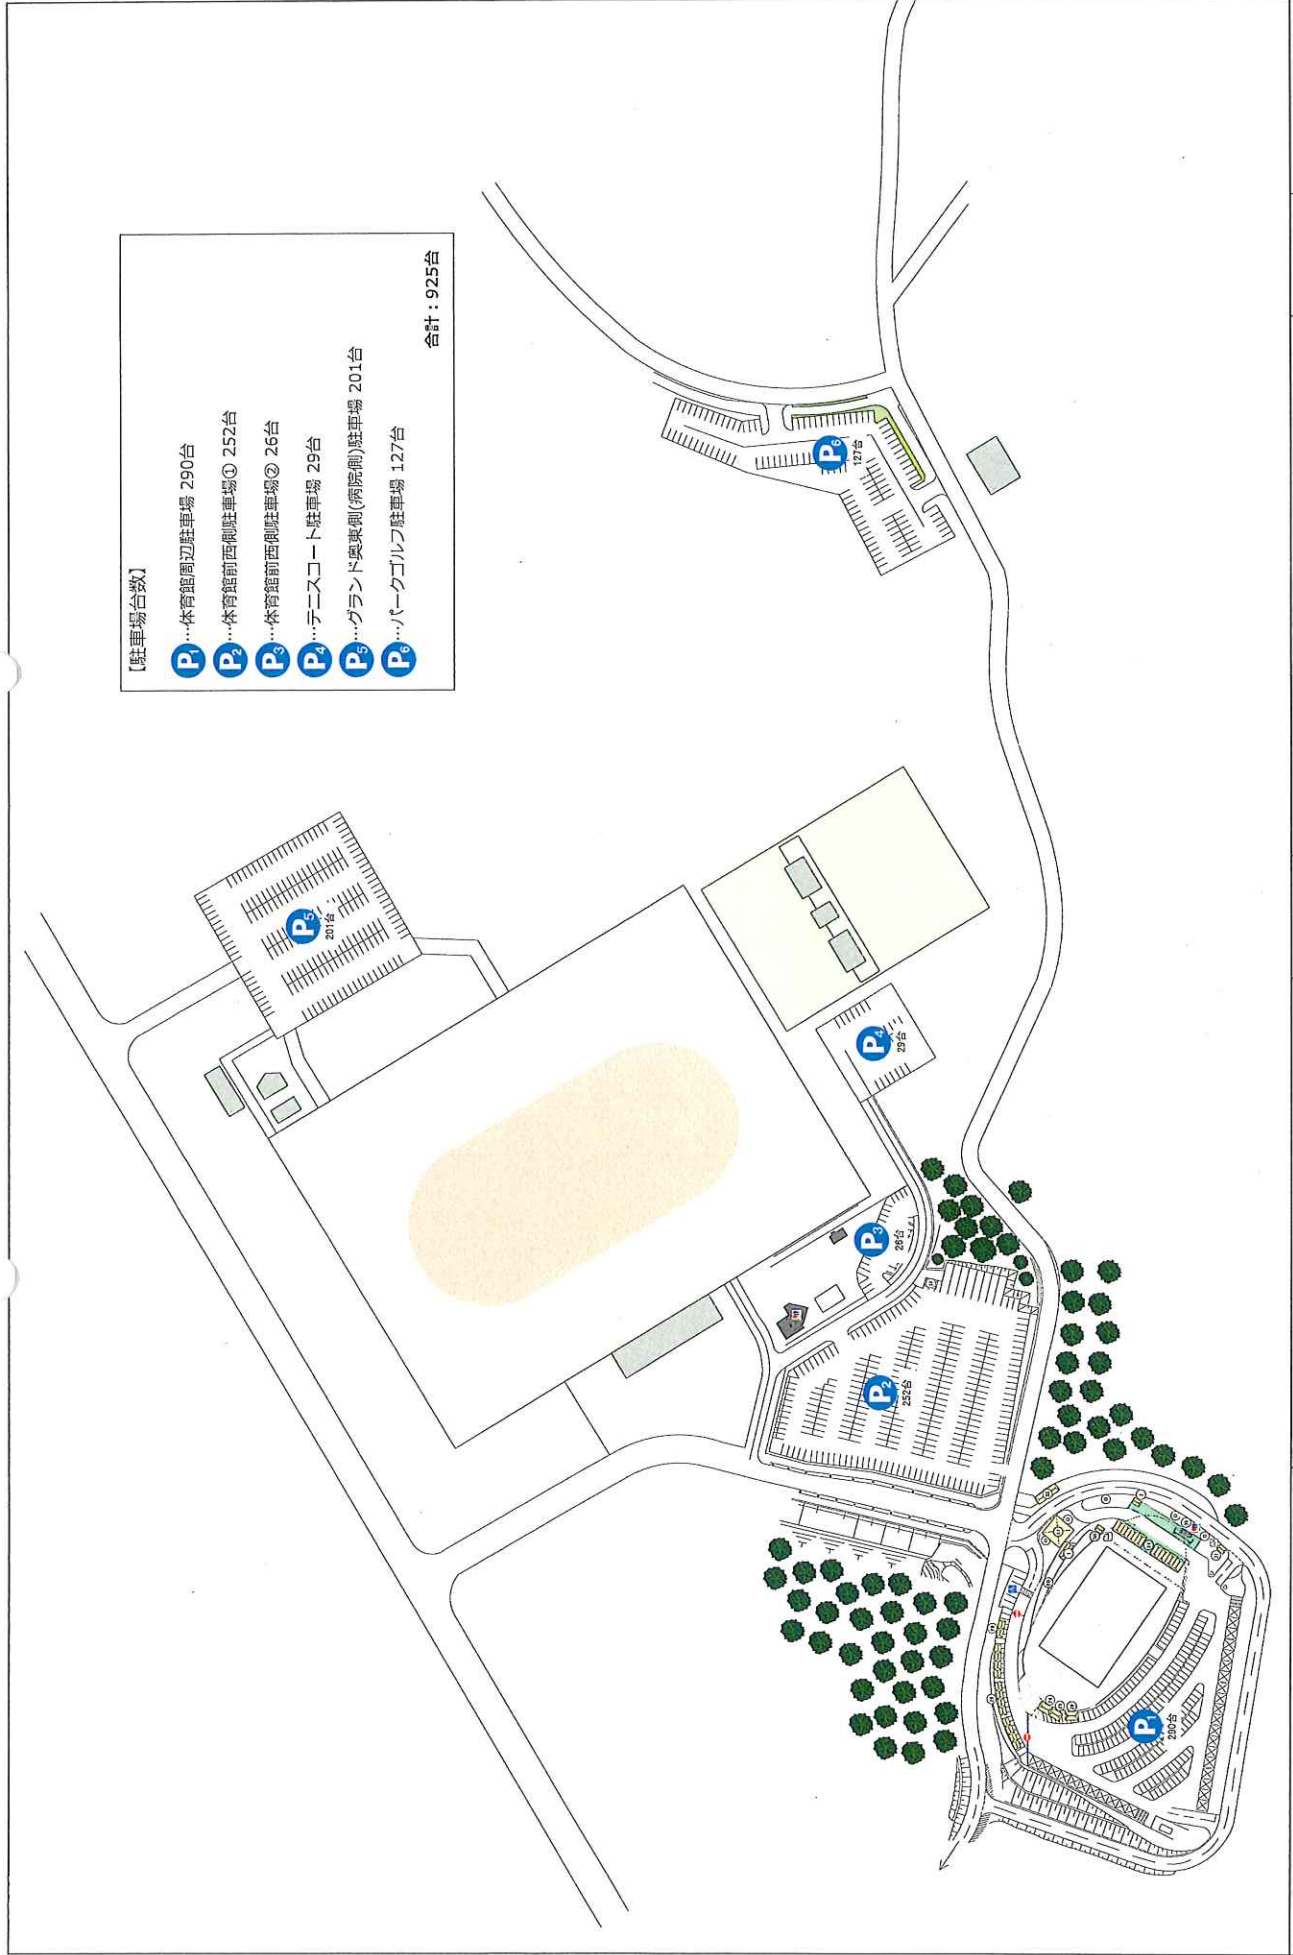 【駐車場台数】
P1…体育館周辺駐車場 290台
P2…体育館前西側駐車場① 252台
P3…体育館前西側駐車場② 26台
P4…テニスコート駐車場 29台
P5…グランド奥東側(病院側)駐車場 201台
P6…パークゴルフ駐車場 127台
合計：925台
P5
201台
P6
127台
P4
29台
P3
26台
P2
252台
P1
290台